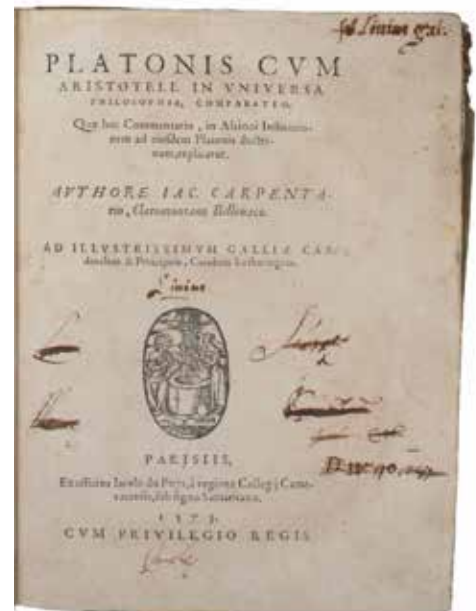 PLATONIS CVM
ARISTOTELE IN VNIVERSA
PHILOSOPHIA, COMPARATIO.
Quæ hoc Commentario, in Alcinoi Institutio-
nem ad eiusdem Platonis doctri-
nam, explicatur.
AVTHORE IAC. CARPENTA-
rio, Claromontano Bellouaco.
AD ILLVSTRISSIMVM GALLIÆ CAR-
dinalem & Principem, Carolum Lotharingum.
PARISIIS,
Ex officina Iacobi du Puys, è regione Collegij Came-
racensis, sub signo Samaritanæ.
1573.
CVM PRIVILEGIO REGIS